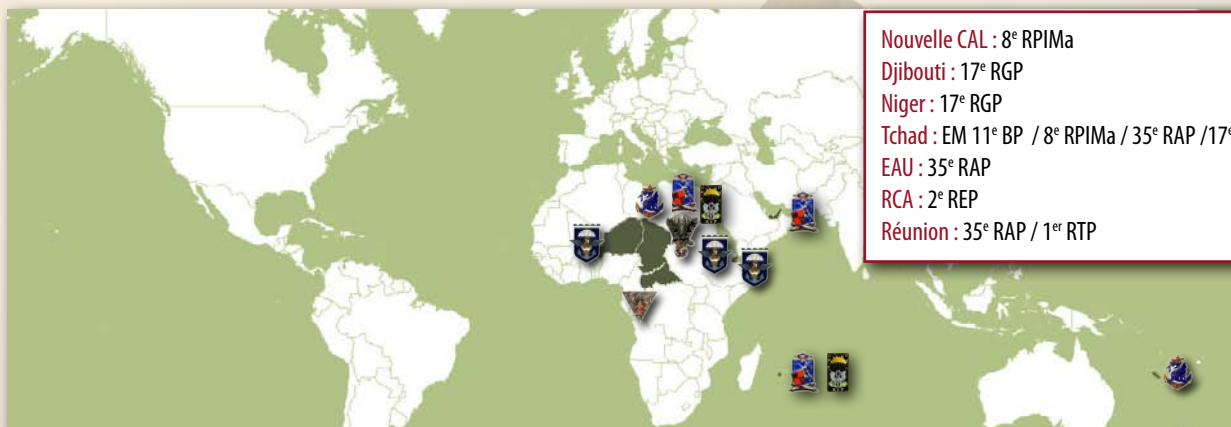 Nouvelle CAL : 8e RPIMa
Djibouti : 17e RGP
Niger : 17e RGP
Tchad : EM 11e BP / 8e RPIMa / 35e RAP /17e
EAU : 35e RAP
RCA : 2e REP
Réunion : 35e RAP / 1er RTP